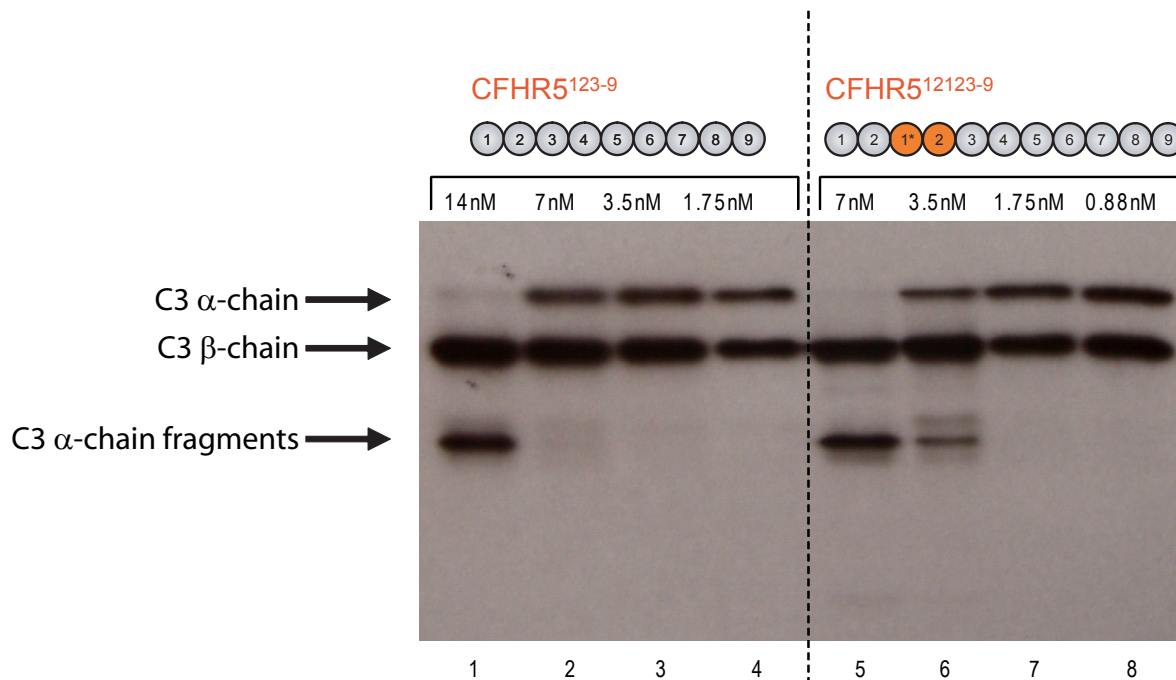 CFHR5¹²³⁻⁹ CFHR5¹²¹²³⁻⁹
1 2 3 4 5 6 7 8 9 1 2 1* 2 3 4 5 6 7 8 9
14nM 7nM 3.5nM 1.75nM 7nM 3.5nM 1.75nM 0.88nM
C3 α-chain
C3 β-chain
C3 α-chain fragments
1 2 3 4 5 6 7 8